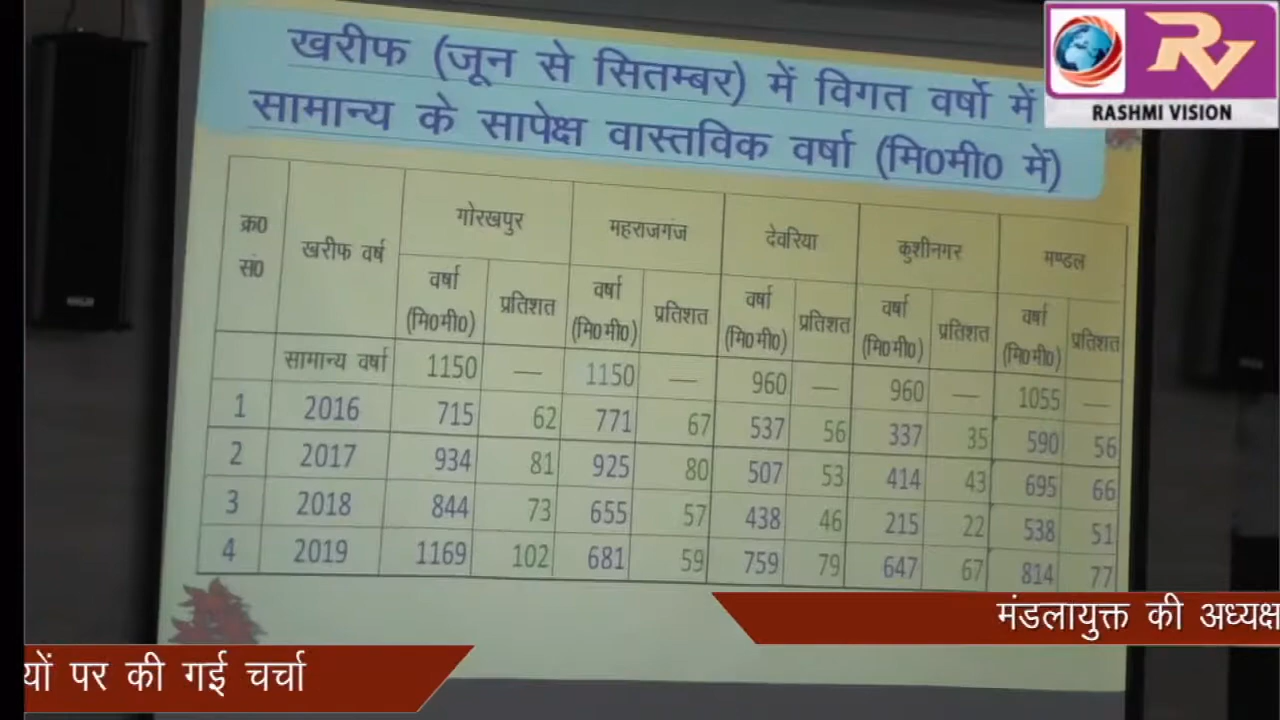 खरीफ (जून से सितम्बर) में विगत वर्षो में
सामान्य के सापेक्ष वास्तविक वर्षा (मि0मी0 में)
RASHMI VISION
क्र0 सं0 खरीफ वर्ष गोरखपुर महराजगंज देवरिया कुशीनगर मण्डल
वर्षा (मि0मी0) प्रतिशत वर्षा (मि0मी0) प्रतिशत वर्षा (मि0मी0) प्रतिशत वर्षा (मि0मी0) प्रतिशत वर्षा (मि0मी0) प्रतिशत
सामान्य वर्षा 1150 — 1150 — 960 — 960 — 1055 —
1 2016 715 62 771 67 537 56 337 35 590 56
2 2017 934 81 925 80 507 53 414 43 695 66
3 2018 844 73 655 57 438 46 215 22 538 51
4 2019 1169 102 681 59 759 79 647 67 814 77
मंडलायुक्त की अध्यक्ष
यों पर की गई चर्चा